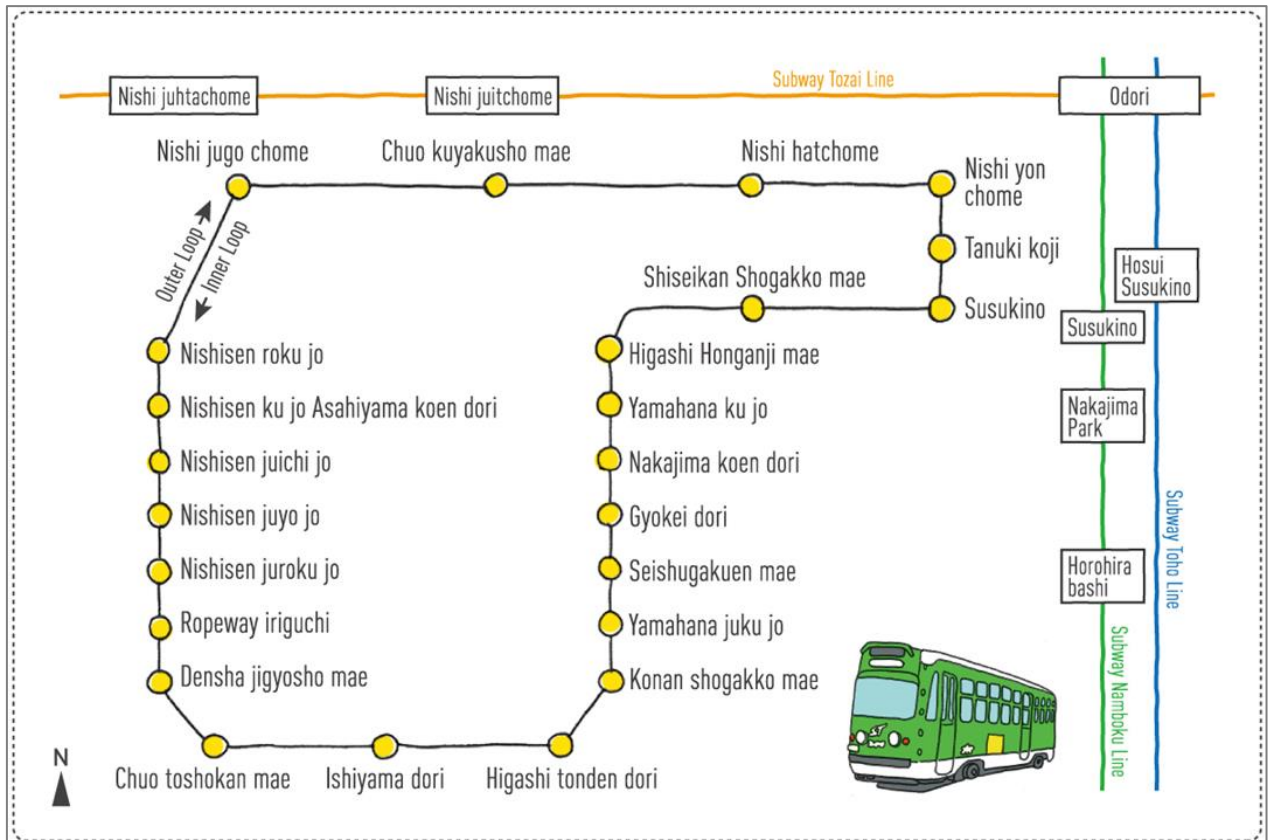 Subway Tozai Line
Nishi juhtachome
Nishi juitchome
Odori
Nishi jugo chome
Chuo kuyakusho mae
Nishi hatchome
Nishi yon
chome
Tanuki koji
Susukino
Shiseikan Shogakko mae
Outer Loop
Inner Loop
Hosui
Susukino
Susukino
Nishisen roku jo
Higashi Honganji mae
Nishisen ku jo Asahiyama koen dori
Yamahana ku jo
Nakajima
Park
Nishisen juichi jo
Nakajima koen dori
Nishisen juyo jo
Gyokei dori
Nishisen juroku jo
Seishugakuen mae
Horohira
bashi
Subway Toho Line
Ropeway iriguchi
Yamahana juku jo
Densha jigyosho mae
Konan shogakko mae
Subway Namboku Line
N
Chuo toshokan mae
Ishiyama dori
Higashi tonden dori